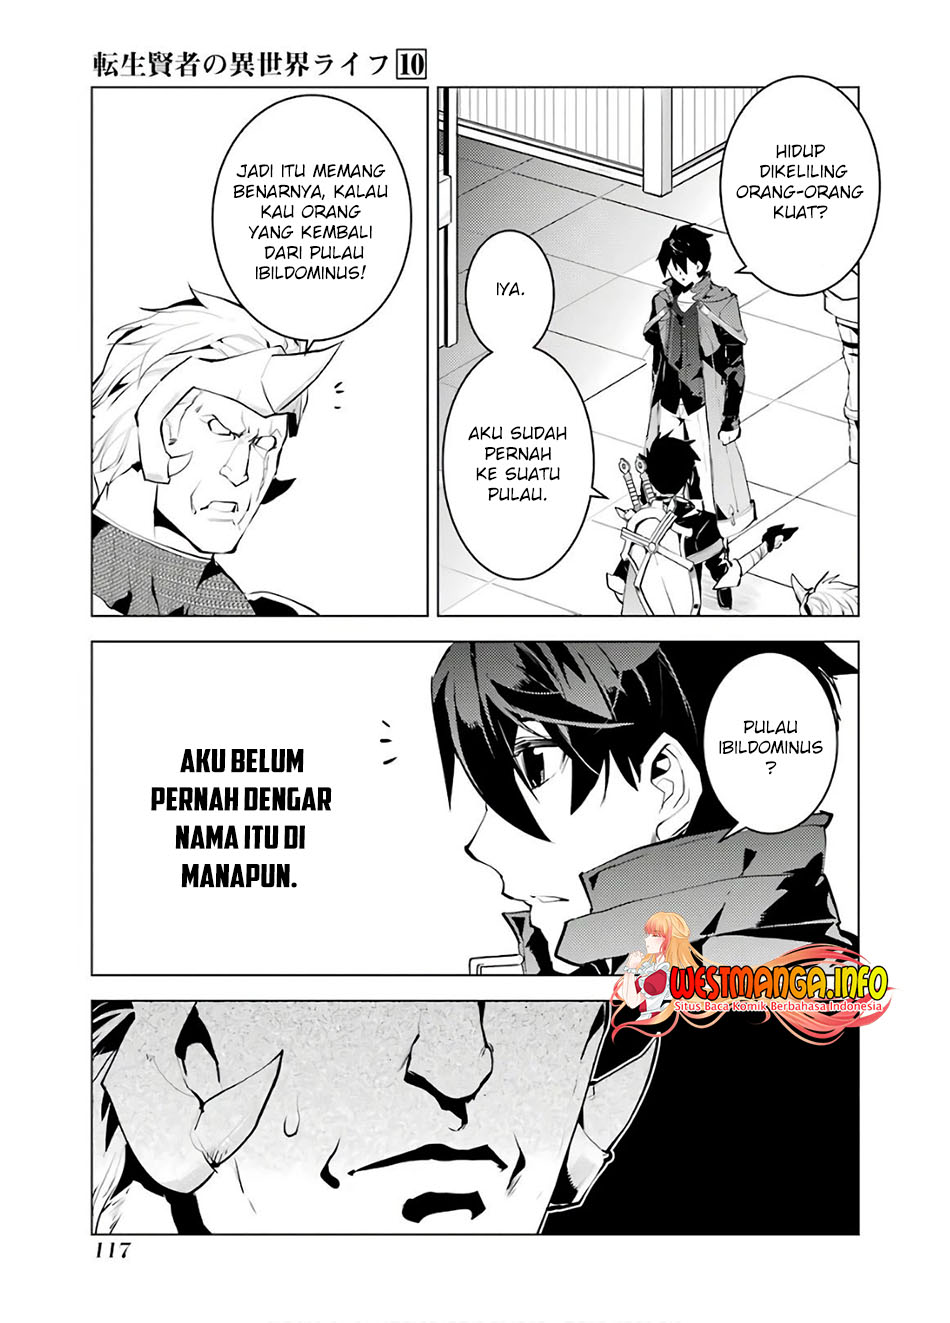 転生賢者の異世界ライフ 10
HIDUP
DIKELILING
ORANG-ORANG
KUAT?
IYA.
AKU SUDAH
PERNAH
KE SUATU
PULAU.
JADI ITU MEMANG
BENARNYA, KALAU
KAU ORANG
YANG KEMBALI
DARI PULAU
IBILDOMINUS!
PULAU
IBILDOMINUS
?
AKU BELUM
PERNAH DENGAR
NAMA ITU DI
MANAPUN.
WESTMANGA.INFO
Situs Baca Komik Berbahasa Indonesia
117